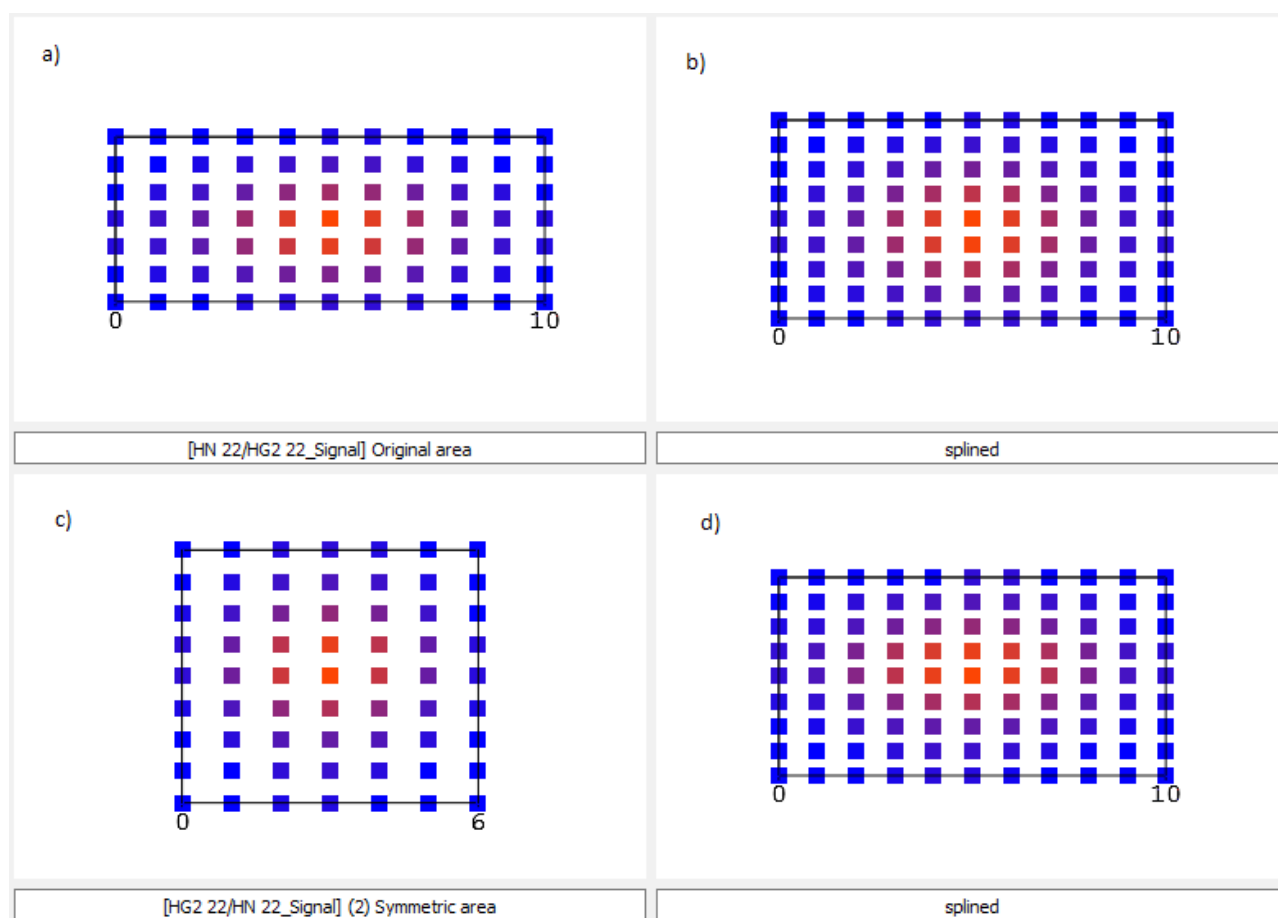 a)
b)
0 10
0 10
[HN 22/HG2 22_Signal] Original area
splined
c)
d)
0 6
0 10
[HG2 22/HN 22_Signal] (2) Symmetric area
splined